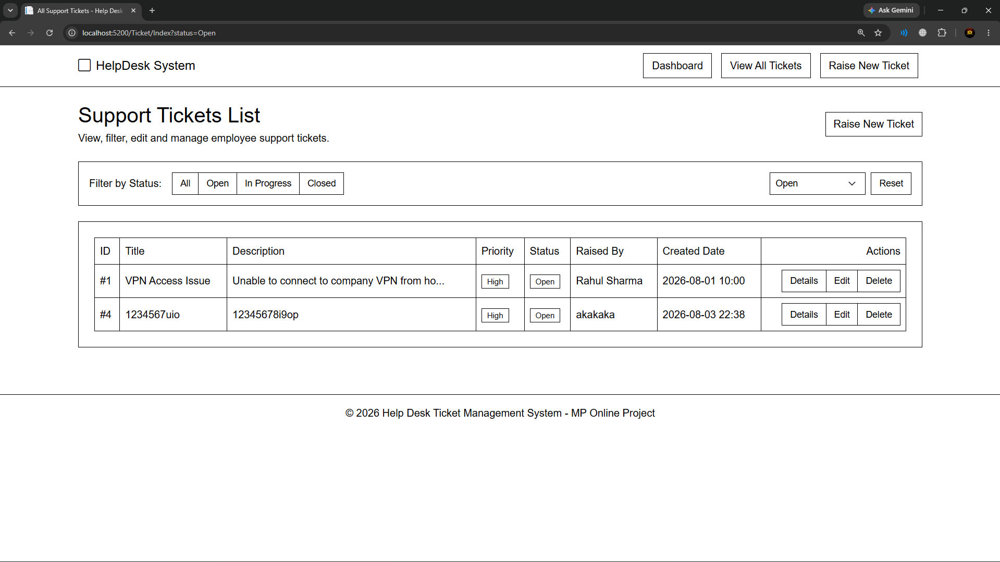 All Support Tickets - Help Desk
Ask Gemini
localhost:5200/Ticket/Index?status=Open
HelpDesk System
Dashboard
View All Tickets
Raise New Ticket
Support Tickets List
View, filter, edit and manage employee support tickets.
Raise New Ticket
Filter by Status: All Open In Progress Closed
Open
Reset
ID Title Description Priority Status Raised By Created Date Actions
#1 VPN Access Issue Unable to connect to company VPN from ho... High Open Rahul Sharma 2026-08-01 10:00 Details Edit Delete
#4 1234567uio 12345678i9op High Open akakaka 2026-08-03 22:38 Details Edit Delete
© 2026 Help Desk Ticket Management System - MP Online Project